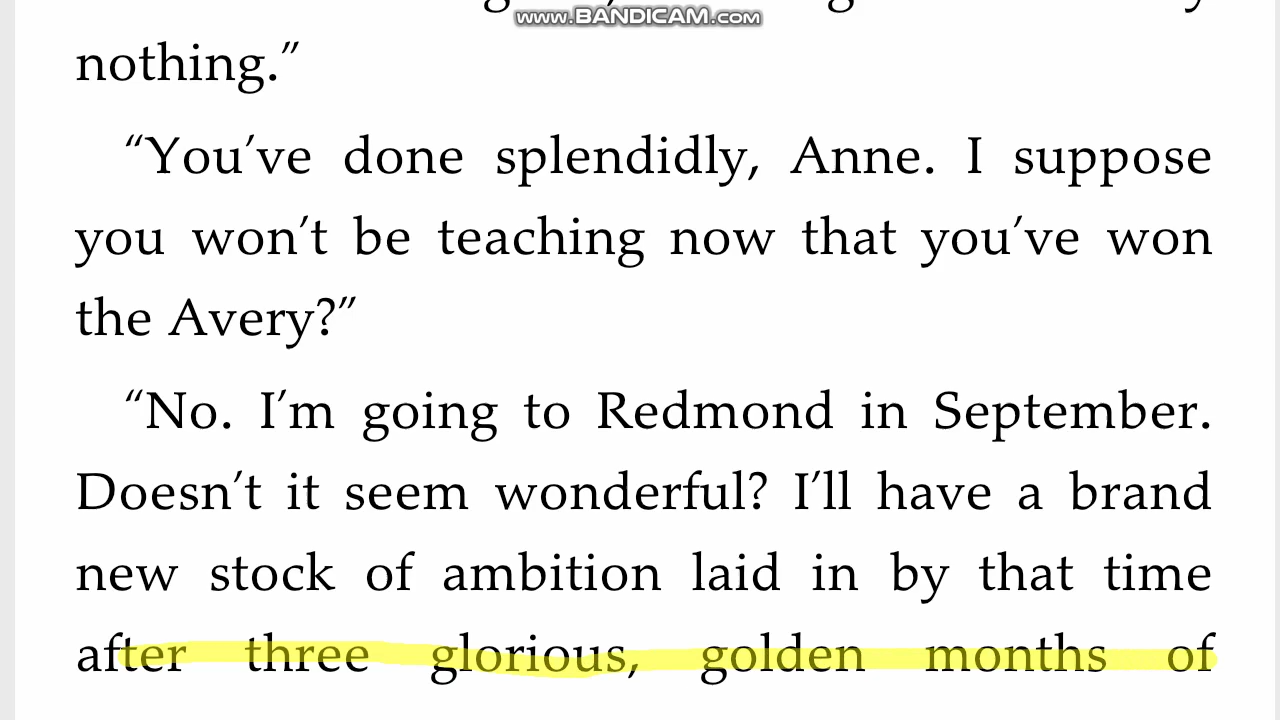 www.BANDICAM.com
nothing.”
“You’ve done splendidly, Anne. I suppose
you won’t be teaching now that you’ve won
the Avery?”
“No. I’m going to Redmond in September.
Doesn’t it seem wonderful? I’ll have a brand
new stock of ambition laid in by that time
after three glorious, golden months of